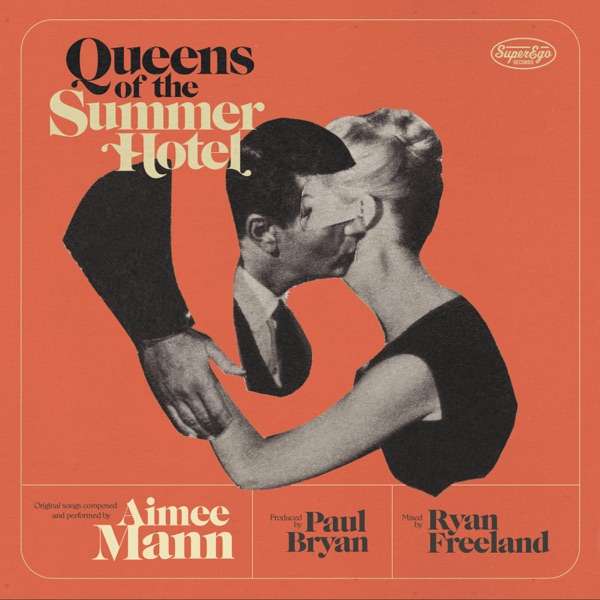 Queens
of the
Summer
Hotel
SuperEgo
RECORDS
Original songs composed
and performed by
Aimee
Mann
Produced
by
Paul
Bryan
Mixed
by
Ryan
Freeland